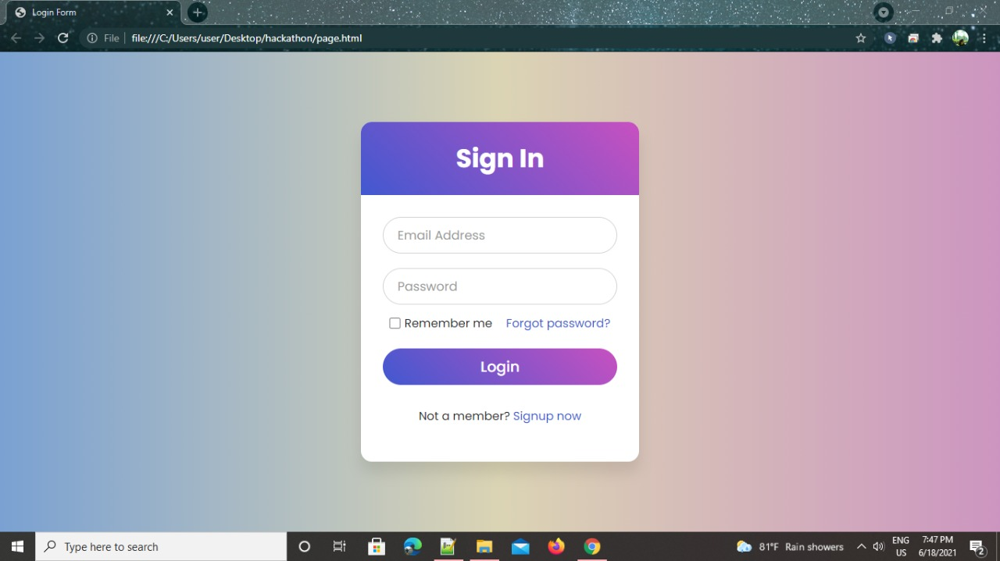 Login Form
File file:///C:/Users/user/Desktop/hackathon/page.html
Sign In
Email Address
Password
Remember me Forgot password?
Login
Not a member? Signup now
Type here to search
81°F Rain showers
ENG
US
7:47 PM
6/18/2021
2